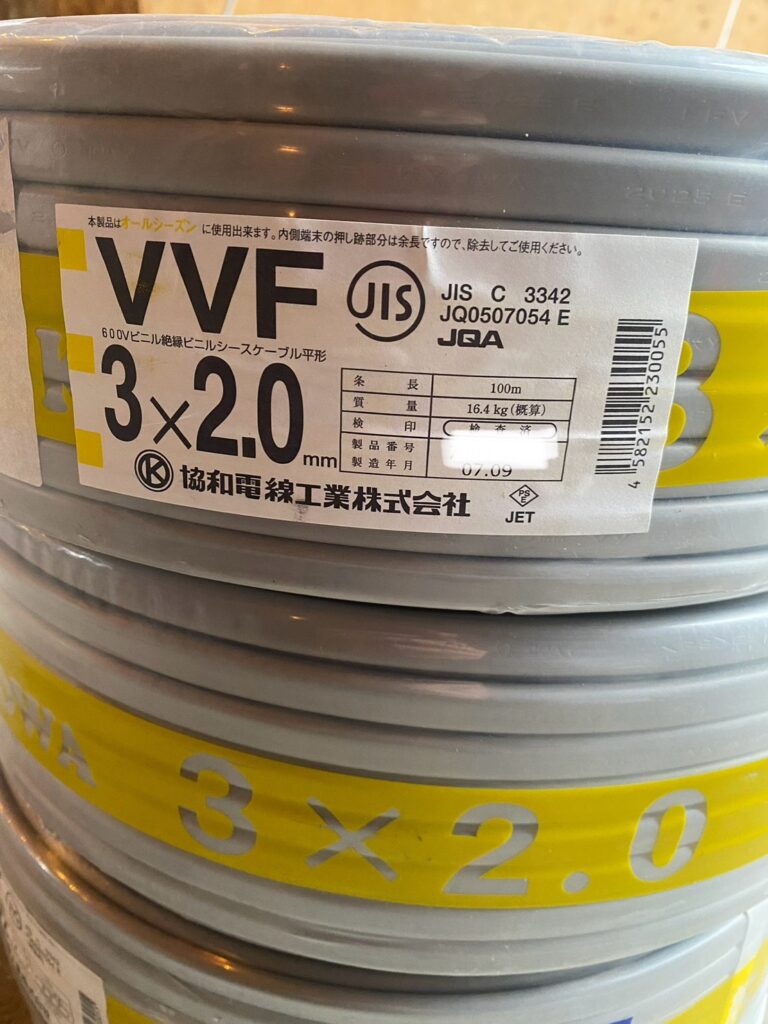 本製品はオールシーズンに使用出来ます。内側端末の押し跡部分は余長ですので、除去してご使用ください。
VVF
JIS
JIS C 3342
JQ0507054 E
JQA
600Vビニル絶縁ビニルシースケーブル平形
3×2.0mm
条長 100m
質量 16.4kg(概算)
検印 検査済
製品番号
製造年月 07.09
4 582152 230055
K 協和電線工業株式会社
PS
E
JET
K
3
WA 3×2.0